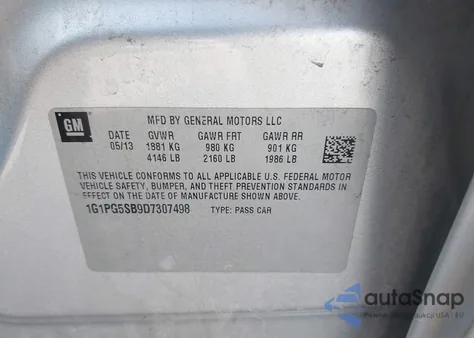 GM
MFD BY GENERAL MOTORS LLC
DATE GVWR GAWR FRT GAWR RR
05/13 1881 KG 980 KG 901 KG
4146 LB 2160 LB 1986 LB
THIS VEHICLE CONFORMS TO ALL APPLICABLE U.S. FEDERAL MOTOR
VEHICLE SAFETY, BUMPER, AND THEFT PREVENTION STANDARDS IN
EFFECT ON THE DATE OF MANUFACTURE SHOWN ABOVE.
1G1PG5SB9D7307498 TYPE: PASS CAR
autoSnap